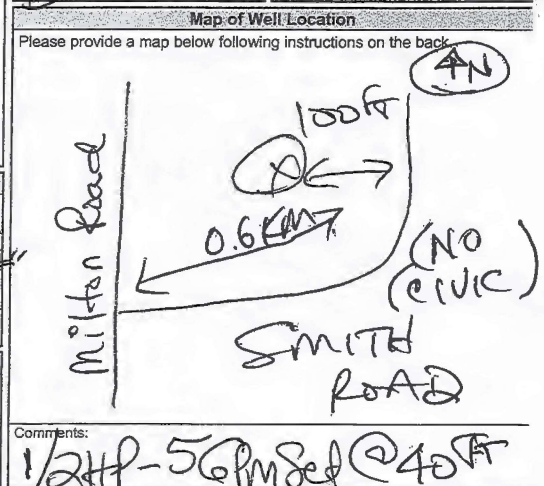 Map of Well Location
Please provide a map below following instructions on the back.
↑N
100FT
X
0.6KM
Milton Road
(NO
CIVIC)
SMITH
ROAD
Comments:
1/2HP-5GPM Set @ 40FT